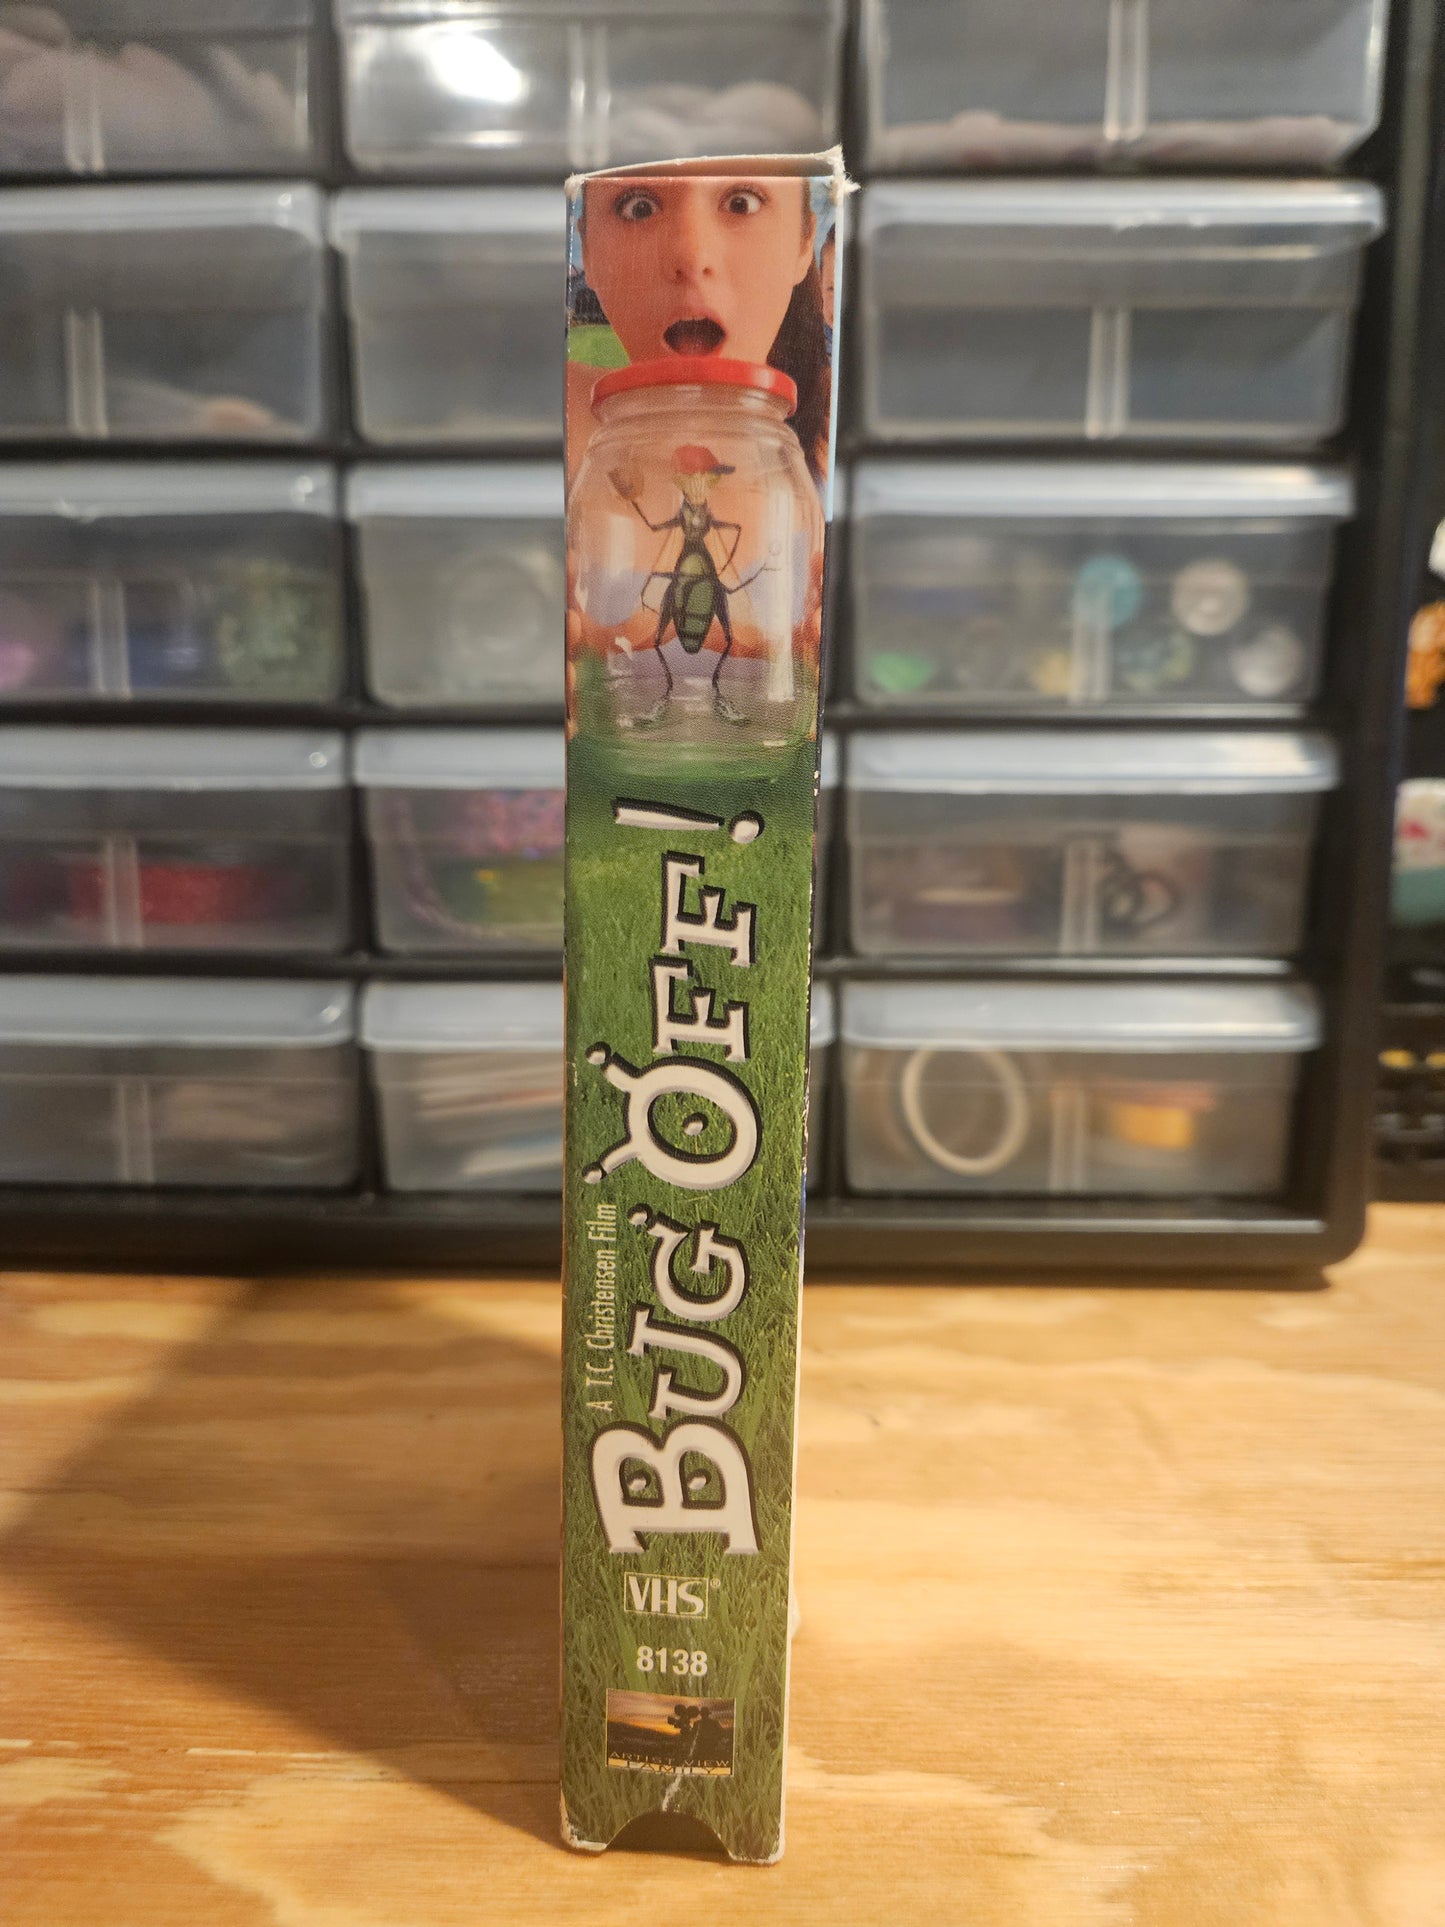 A T.C. Christensen Film
BUG OFF!
VHS®
8138
ARTIST VIEW
FAMILY